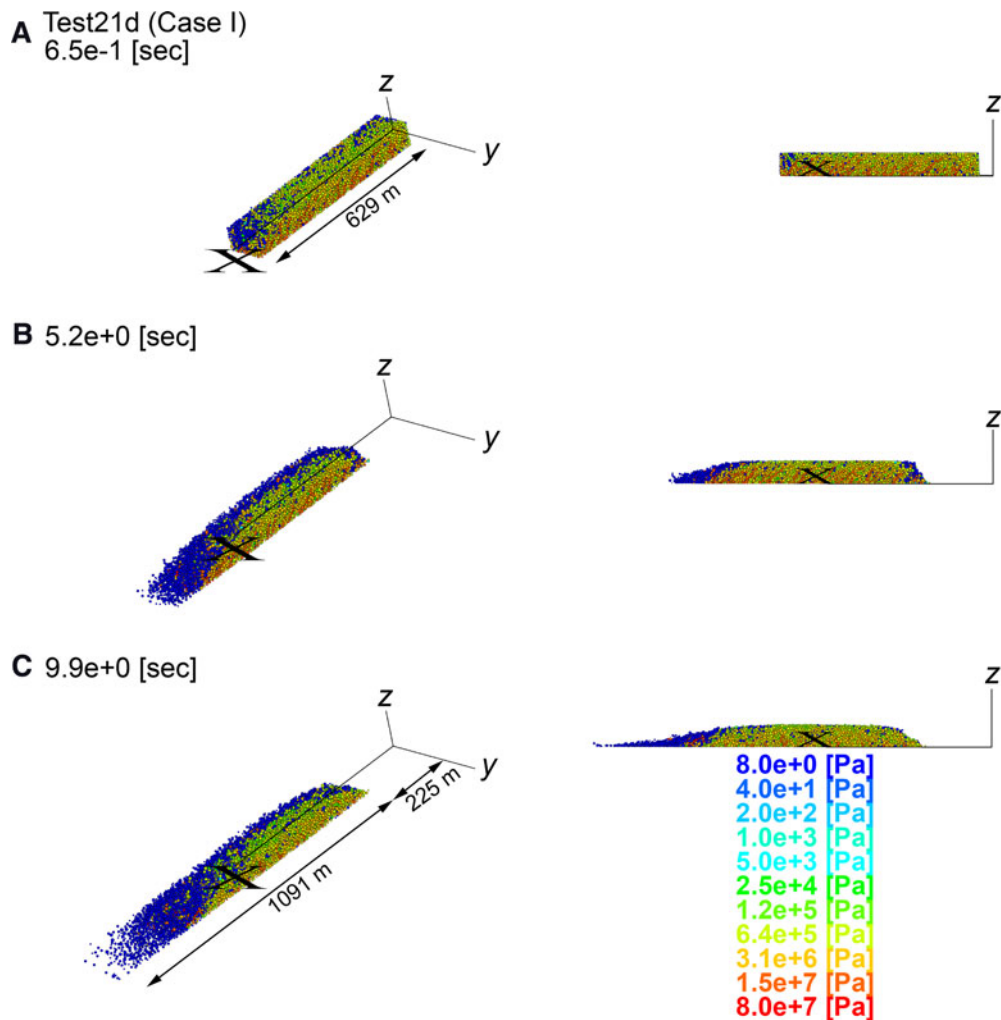 A Test21d (Case I)
6.5e-1 [sec]
z
y
629 m
X
z
X
B 5.2e+0 [sec]
z
y
X
z
X
C 9.9e+0 [sec]
z
y
225 m
X
1091 m
z
X
8.0e+0 [Pa]
4.0e+1 [Pa]
2.0e+2 [Pa]
1.0e+3 [Pa]
5.0e+3 [Pa]
2.5e+4 [Pa]
1.2e+5 [Pa]
6.4e+5 [Pa]
3.1e+6 [Pa]
1.5e+7 [Pa]
8.0e+7 [Pa]